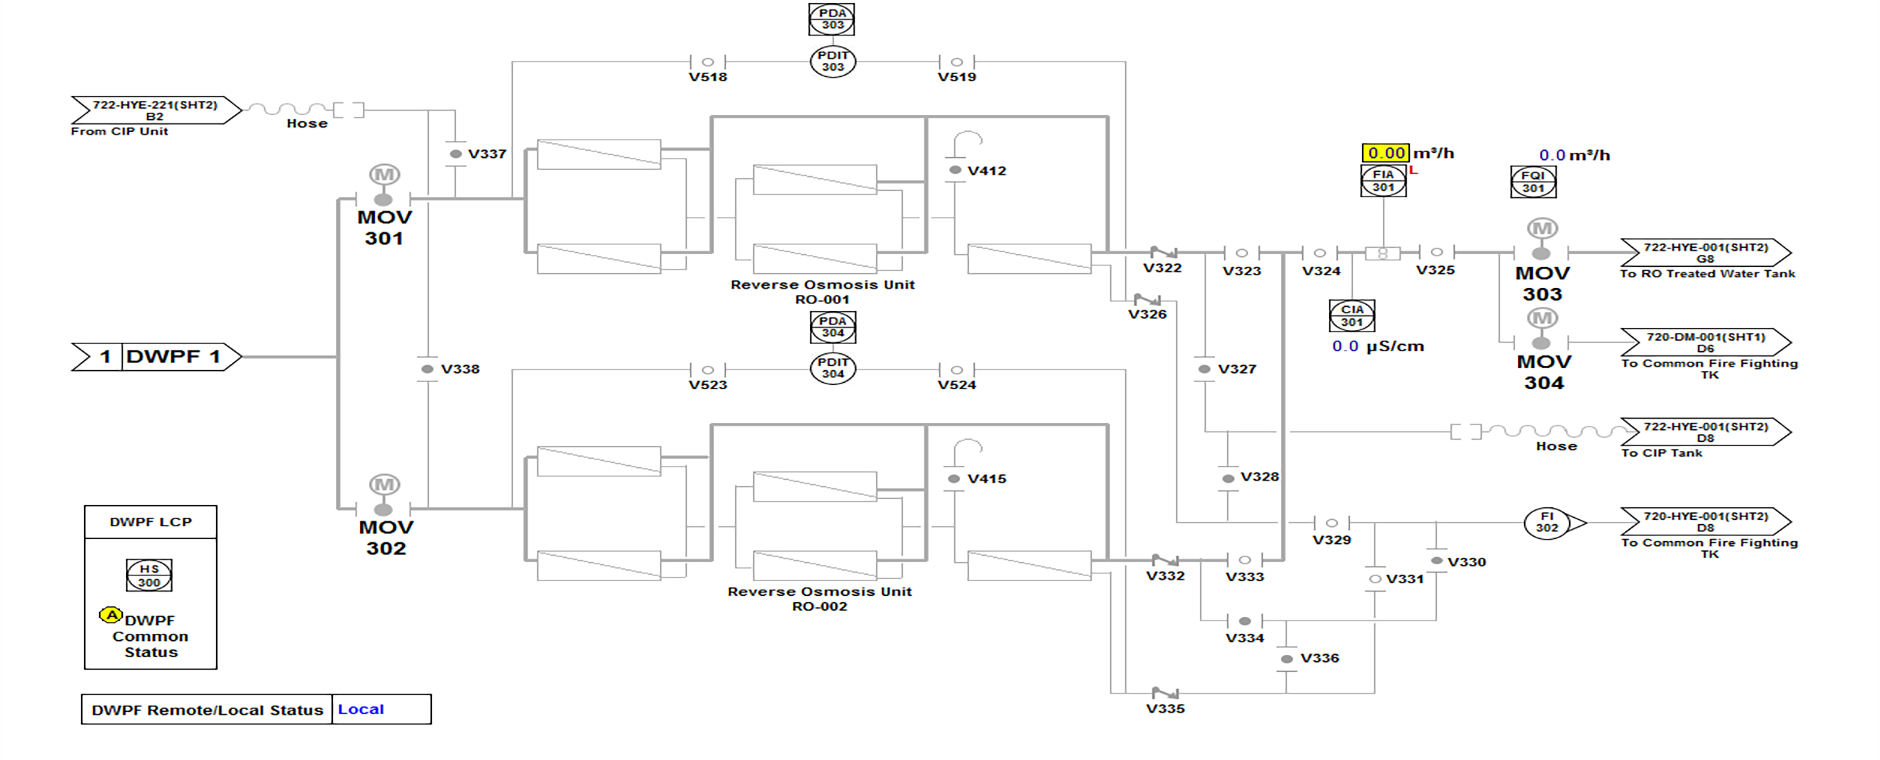 PDA
303
PDIT
303
V518
V519
722-HYE-221(SHT2)
B2
From CIP Unit
Hose
V337
M
MOV
301
V412
0.00 m³/h
FIA
301
L
0.0 m³/h
FQI
301
M
MOV
303
722-HYE-001(SHT2)
G8
To RO Treated Water Tank
V322
V323
V324
V325
Reverse Osmosis Unit
RO-001
V326
CIA
301
0.0 µS/cm
M
MOV
304
720-DM-001(SHT1)
D6
To Common Fire Fighting
TK
PDA
304
PDIT
304
V523
V524
1 DWPF 1
V338
V327
722-HYE-001(SHT2)
D8
To CIP Tank
Hose
M
MOV
302
V415
V328
V329
FI
302
720-HYE-001(SHT2)
D8
To Common Fire Fighting
TK
V330
V331
V332
V333
Reverse Osmosis Unit
RO-002
V334
V336
V335
DWPF LCP
HS
300
A DWPF
Common
Status
DWPF Remote/Local Status Local